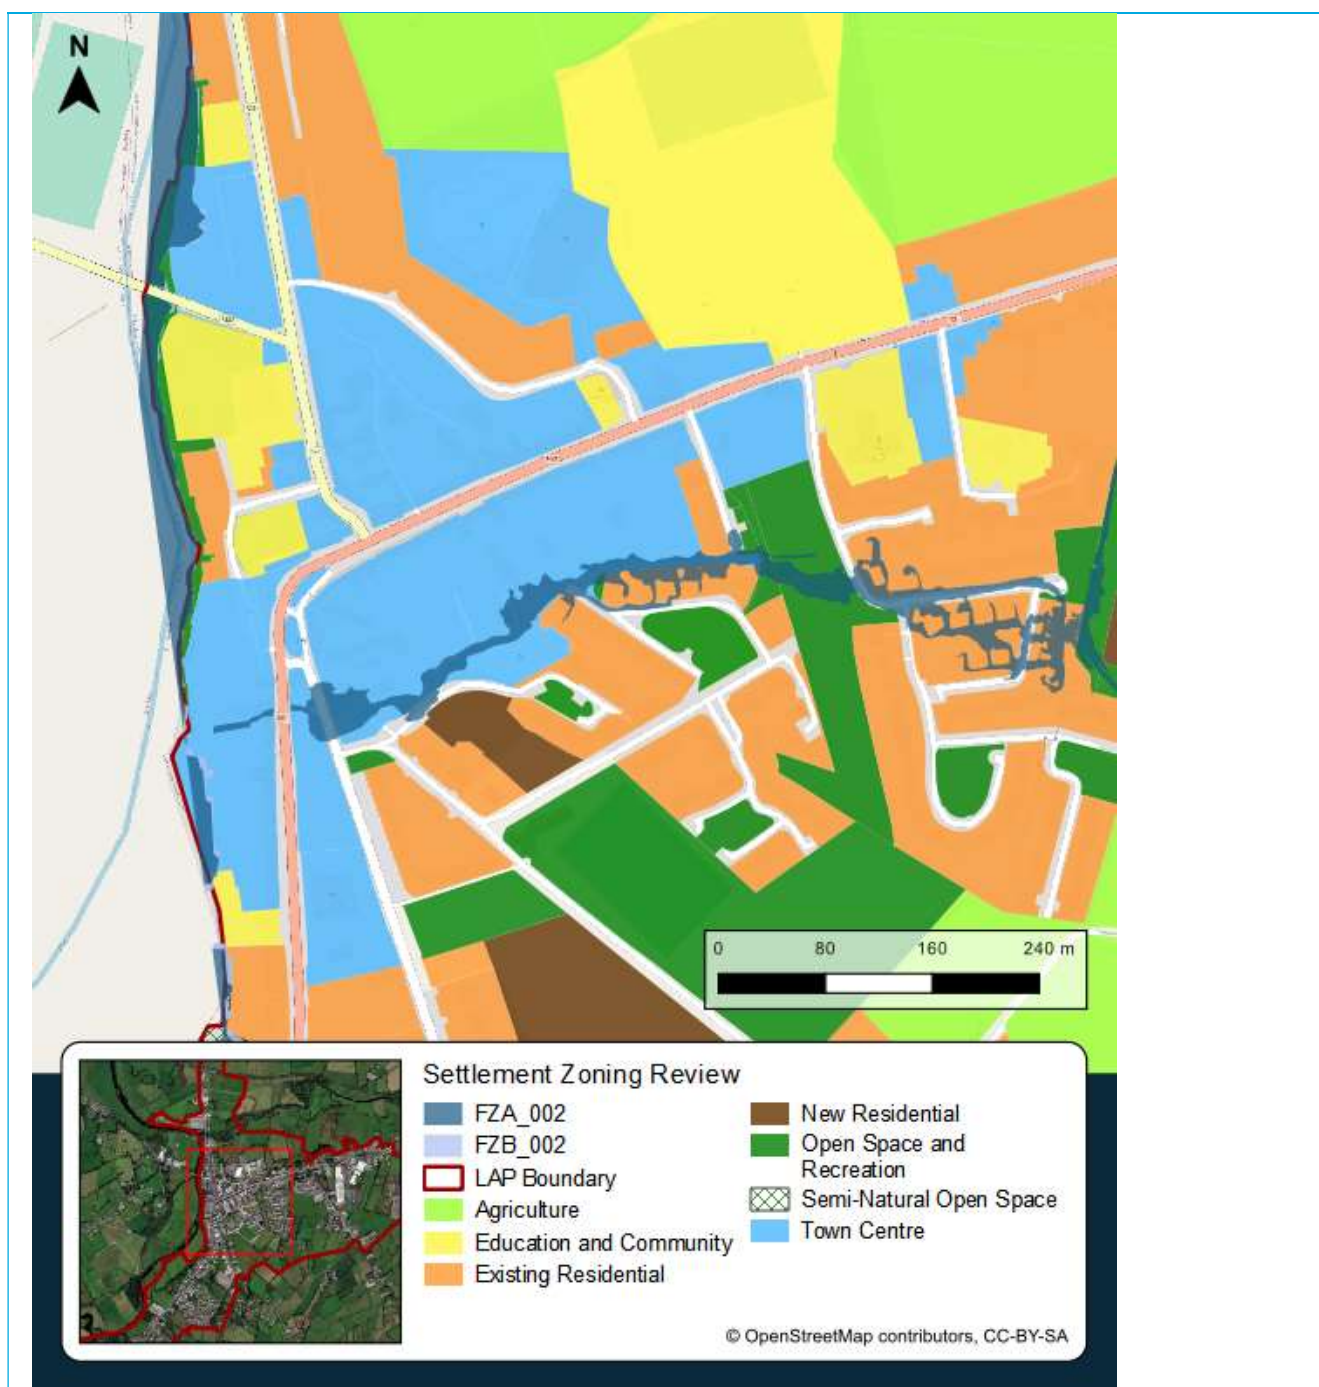 N
0 80 160 240 m
Settlement Zoning Review
FZA_002
FZB_002
LAP Boundary
Agriculture
Education and Community
Existing Residential
New Residential
Open Space and
Recreation
Semi-Natural Open Space
Town Centre
© OpenStreetMap contributors, CC-BY-SA